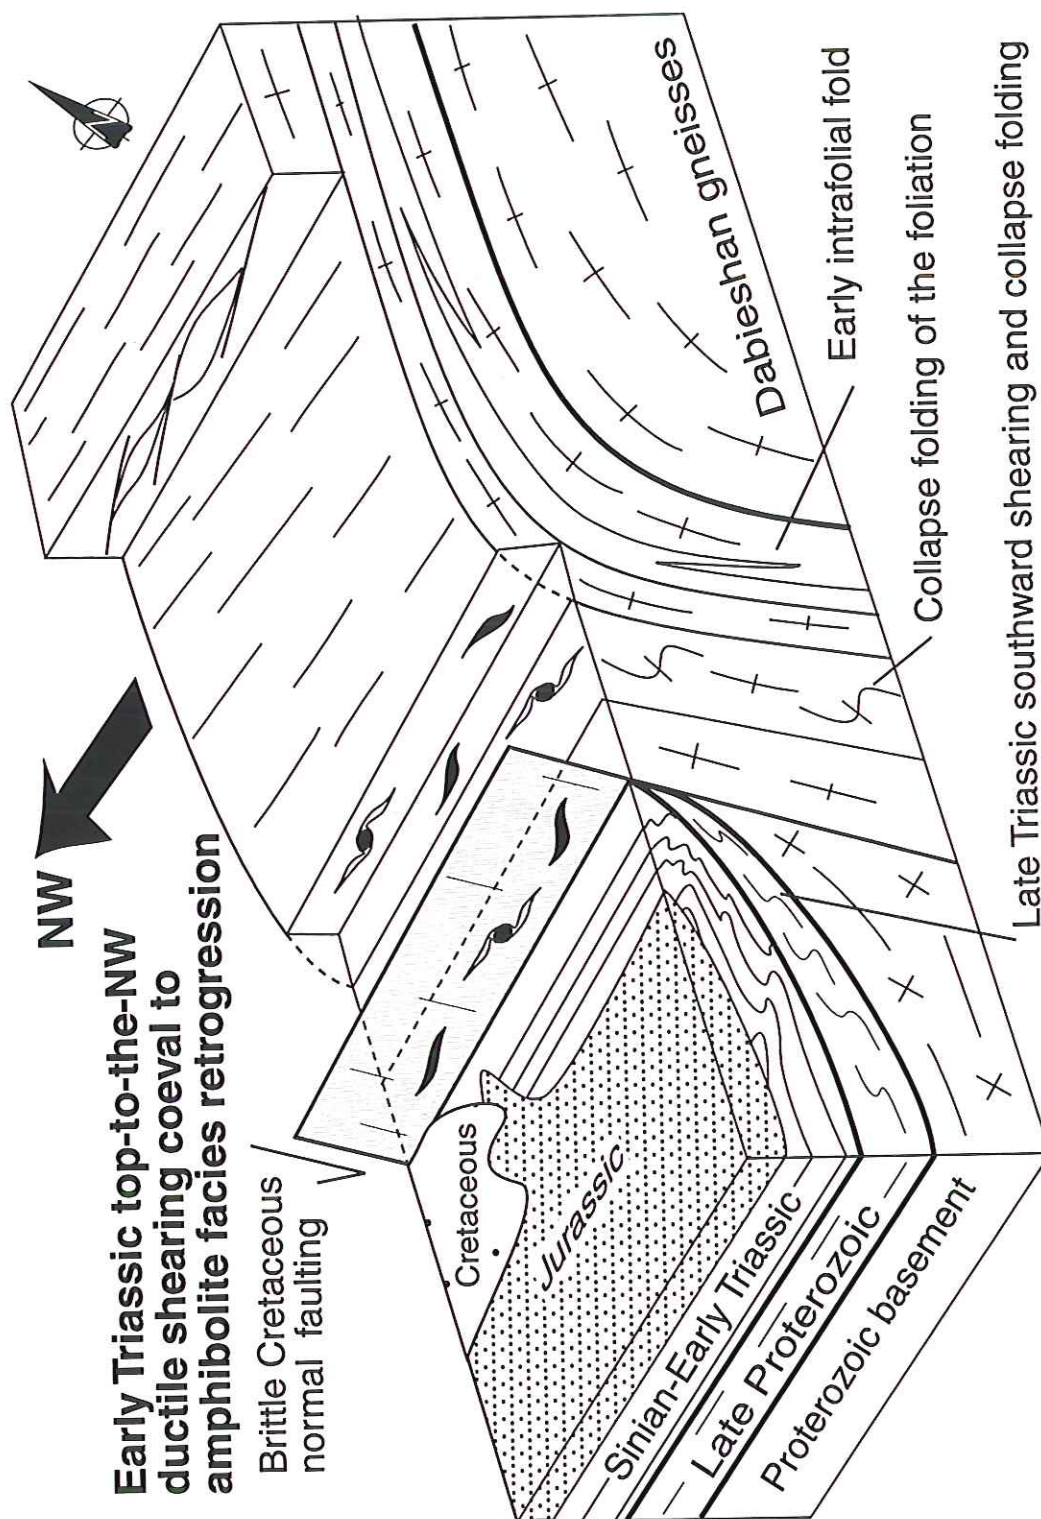 NW
Early Triassic top-to-the-NW
ductile shearing coeval to
amphibolite facies retrogression
Brittle Cretaceous
normal faulting
Cretaceous
Jurassic
Sinian-Early Triassic
Late Proterozoic
Proterozoic basement
Dabieshan gneisses
Early intrafolial fold
Collapse folding of the foliation
Late Triassic southward shearing and collapse folding